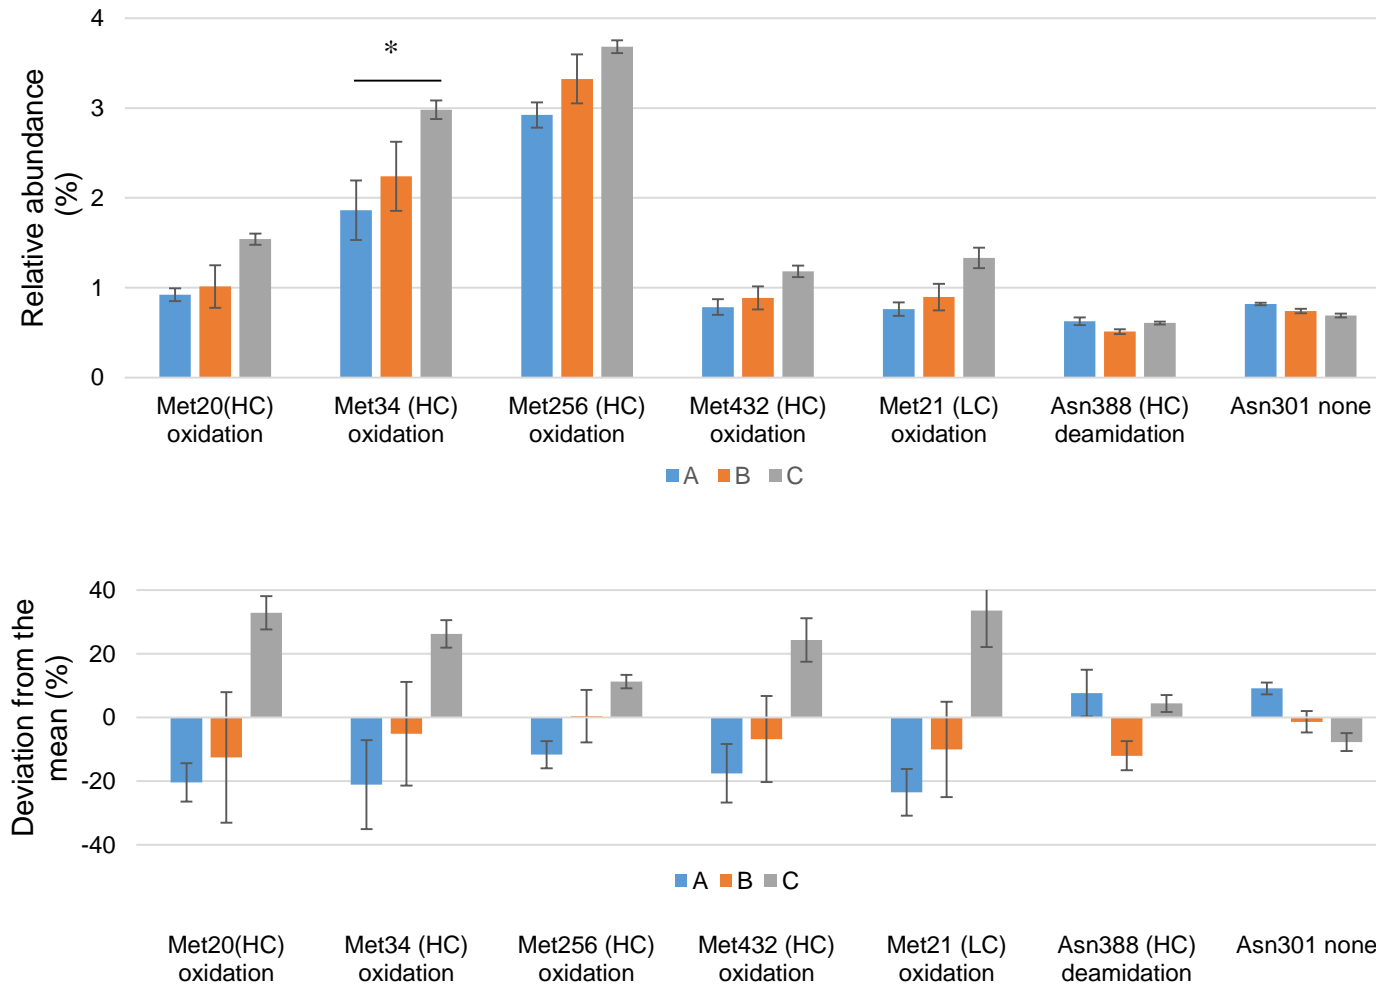 4
3
2
1
0
Relative abundance
(%)
*
Met20(HC)
oxidation
Met34 (HC)
oxidation
Met256 (HC)
oxidation
Met432 (HC)
oxidation
Met21 (LC)
oxidation
Asn388 (HC)
deamidation
Asn301 none
A B C
40
20
0
-20
-40
Deviation from the
mean (%)
A B C
Met20(HC)
oxidation
Met34 (HC)
oxidation
Met256 (HC)
oxidation
Met432 (HC)
oxidation
Met21 (LC)
oxidation
Asn388 (HC)
deamidation
Asn301 none